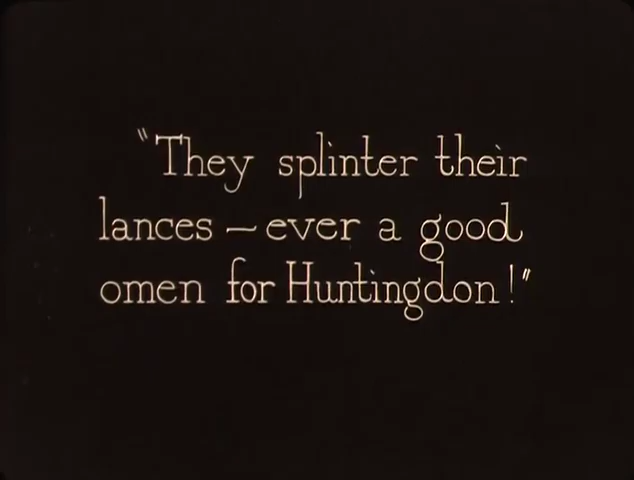 "They splinter their
lances — ever a good
omen for Huntingdon!"